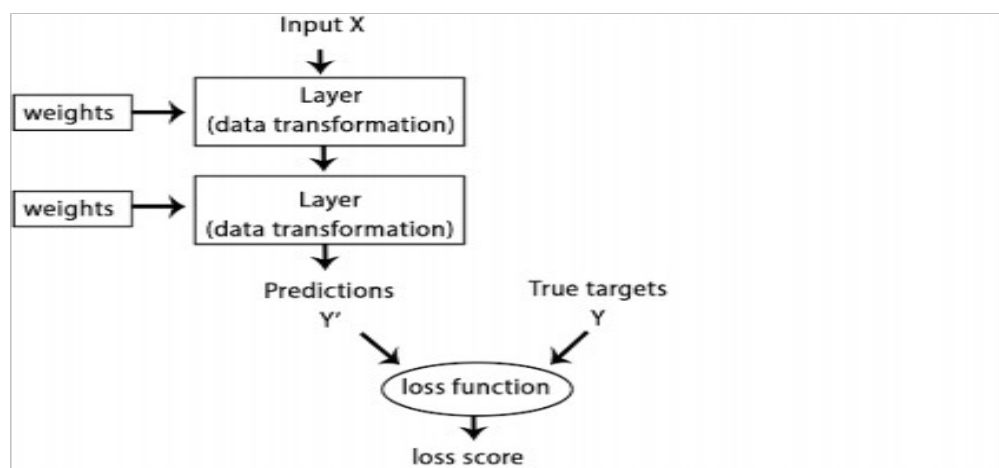 Input X
Layer
weights
(data transformation)
Layer
weights
(data transformation)
Predictions
True targets
Y'
Y
loss function
loss score